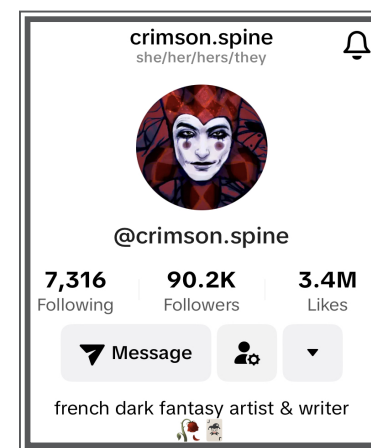 crimson.spine
she/her/hers/they
@crimson.spine
7,316 90.2K 3.4M
Following Followers Likes
Message
french dark fantasy artist & writer
🥀🃏